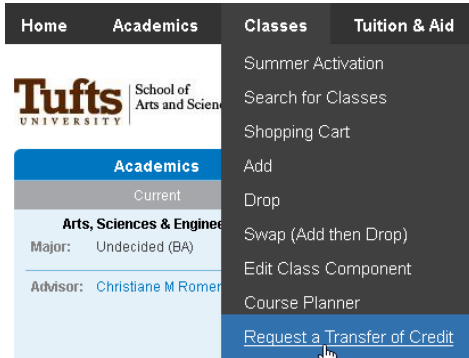 Home Academics Classes Tuition & Aid
Summer Activation
Search for Classes
Shopping Cart
Add
Drop
Swap (Add then Drop)
Edit Class Component
Course Planner
Request a Transfer of Credit
Tufts
UNIVERSITY
School of
Arts and Scien
Academics
Current
Arts, Sciences & Enginee
Major: Undecided (BA)
Advisor: Christiane M Romer